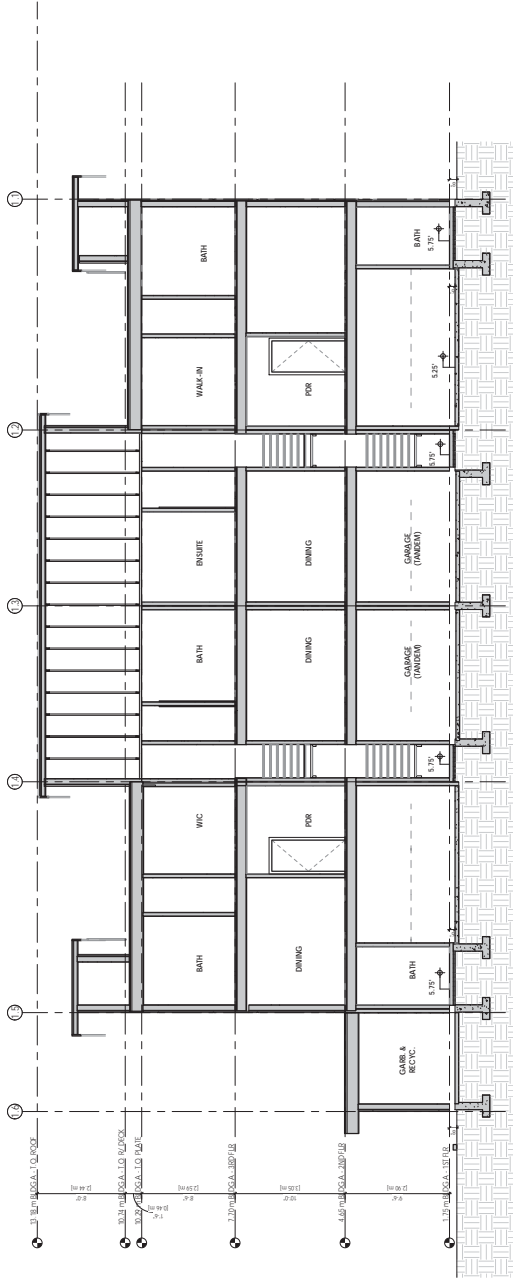 1.1
1.2
1.3
1.4
1.5
1.6
BATH
WALK-IN
ENSUITE
BATH
WIC
BATH
PDR
DINING
DINING
PDR
DINING
BATH
5.75'
5.25'
5.75'
GARAGE
(TANDEM)
GARAGE
(TANDEM)
5.75'
BATH
5.75'
GARB. &
RECYC.
13.18 m BLDG A - T.O. ROOF
8'-0"
[2.44 m]
10.74 m BLDG A - T.O. R/DECK
1'-6"
[0.46 m]
10.29 m BLDG A - T.O. PLATE
8'-6"
[2.59 m]
7.70 m BLDG A - 3RD FLR
10'-0"
[3.05 m]
4.65 m BLDG A - 2ND FLR
9'-6"
[2.90 m]
1.75 m BLDG A - 1ST FLR